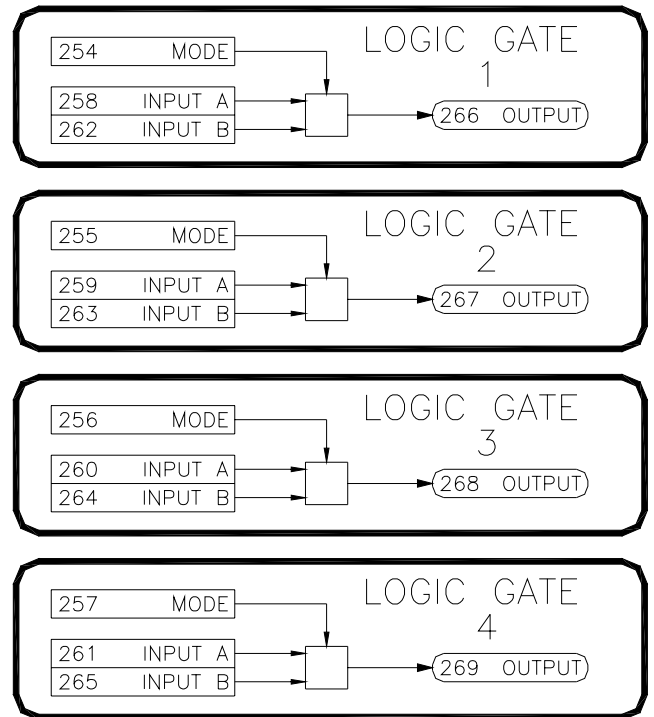 LOGIC GATE
1
254 MODE
258 INPUT A
262 INPUT B
266 OUTPUT
LOGIC GATE
2
255 MODE
259 INPUT A
263 INPUT B
267 OUTPUT
LOGIC GATE
3
256 MODE
260 INPUT A
264 INPUT B
268 OUTPUT
LOGIC GATE
4
257 MODE
261 INPUT A
265 INPUT B
269 OUTPUT